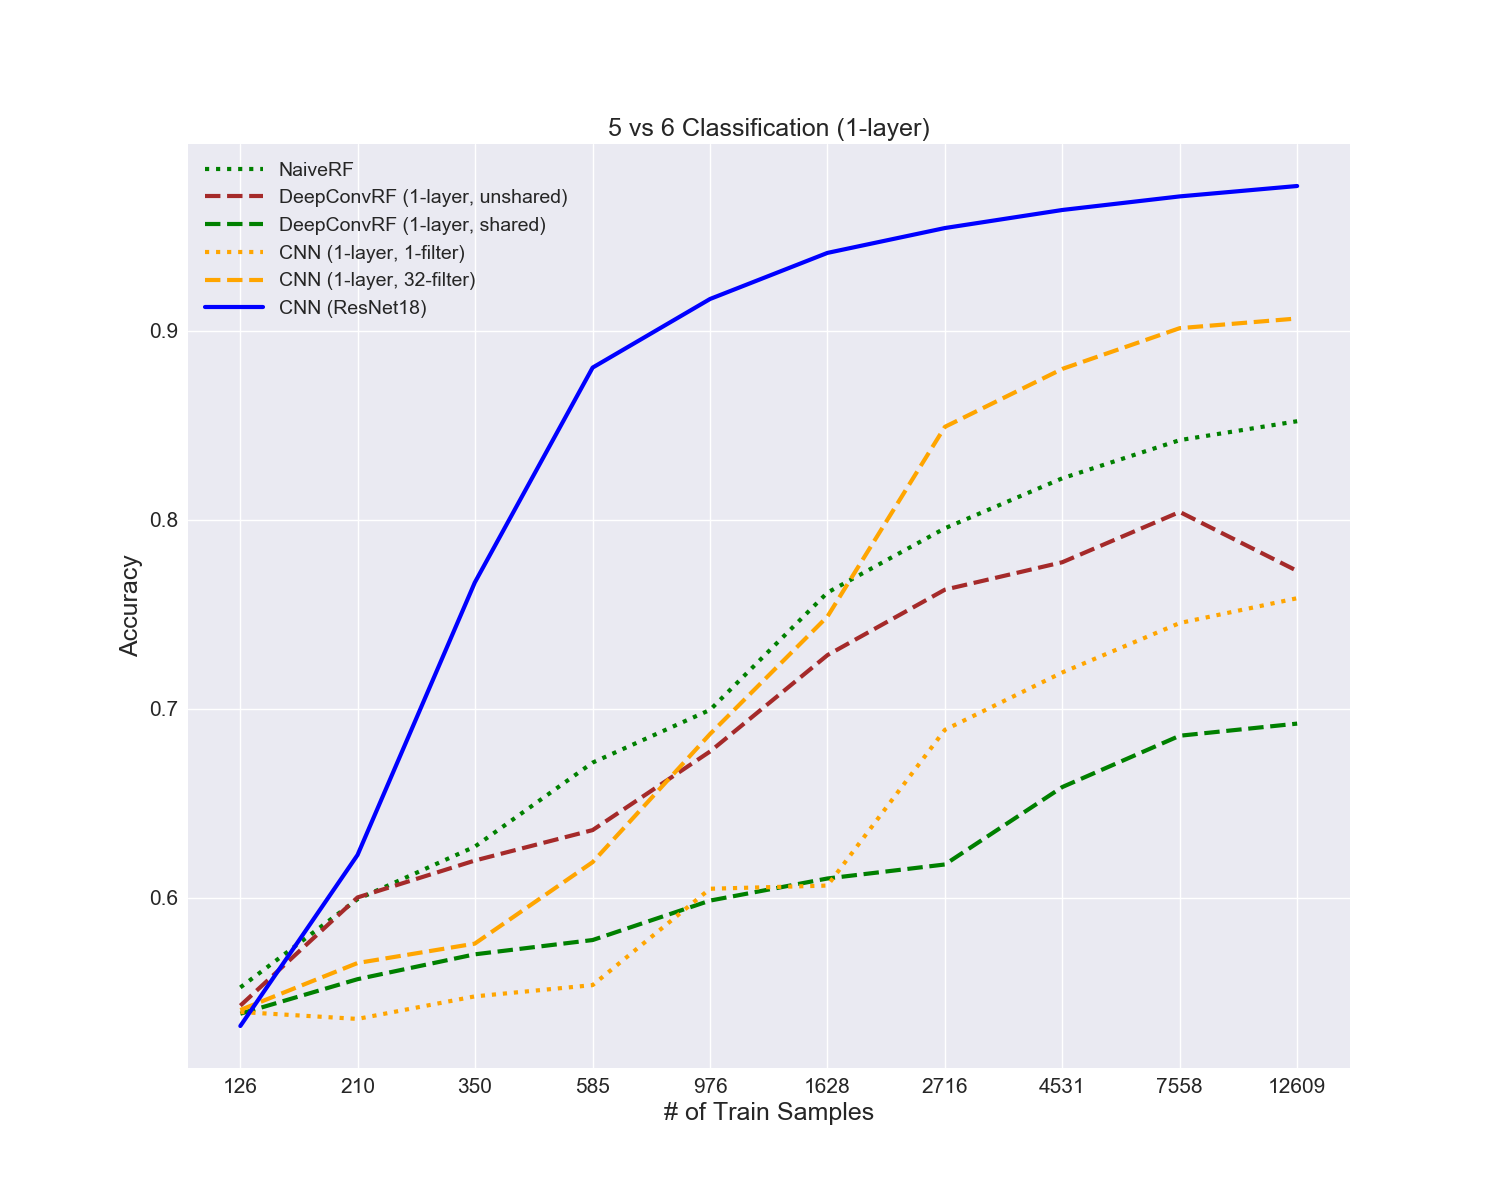 5 vs 6 Classification (1-layer)
NaiveRF
DeepConvRF (1-layer, unshared)
DeepConvRF (1-layer, shared)
CNN (1-layer, 1-filter)
CNN (1-layer, 32-filter)
CNN (ResNet18)
0.9
0.8
0.7
0.6
Accuracy
126 210 350 585 976 1628 2716 4531 7558 12609
# of Train Samples